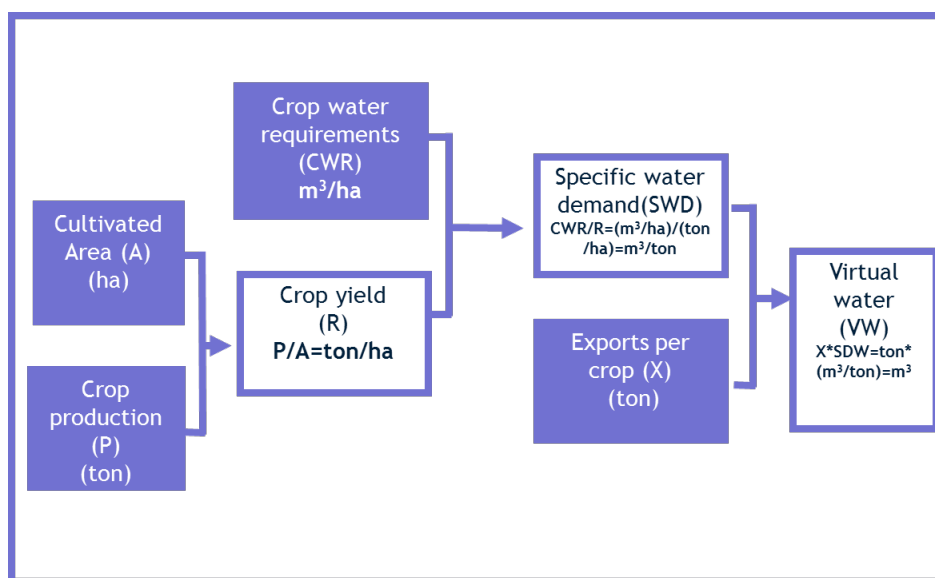 Cultivated
Area (A)
(ha)
Crop
production
(P)
(ton)
Crop water
requirements
(CWR)
m³/ha
Crop yield
(R)
P/A=ton/ha
Specific water
demand(SWD)
CWR/R=(m³/ha)/(ton
/ha)=m³/ton
Exports per
crop (X)
(ton)
Virtual
water
(VW)
X*SDW=ton*
(m³/ton)=m³